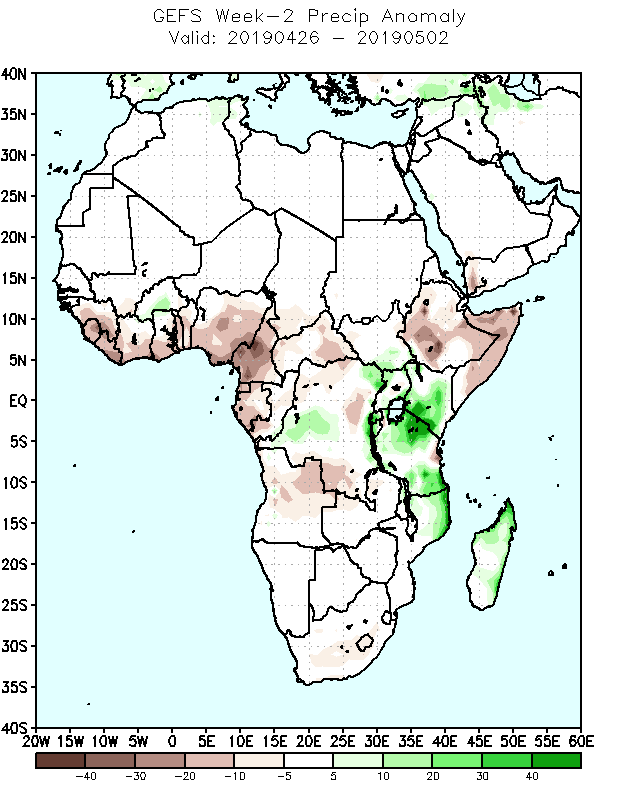 GEFS Week-2 Precip Anomaly
Valid: 20190426 - 20190502
40N
35N
30N
25N
20N
15N
10N
5N
EQ
5S
10S
15S
20S
25S
30S
35S
40S
20W 15W 10W 5W 0 5E 10E 15E 20E 25E 30E 35E 40E 45E 50E 55E 60E
-40 -30 -20 -10 -5 5 10 20 30 40